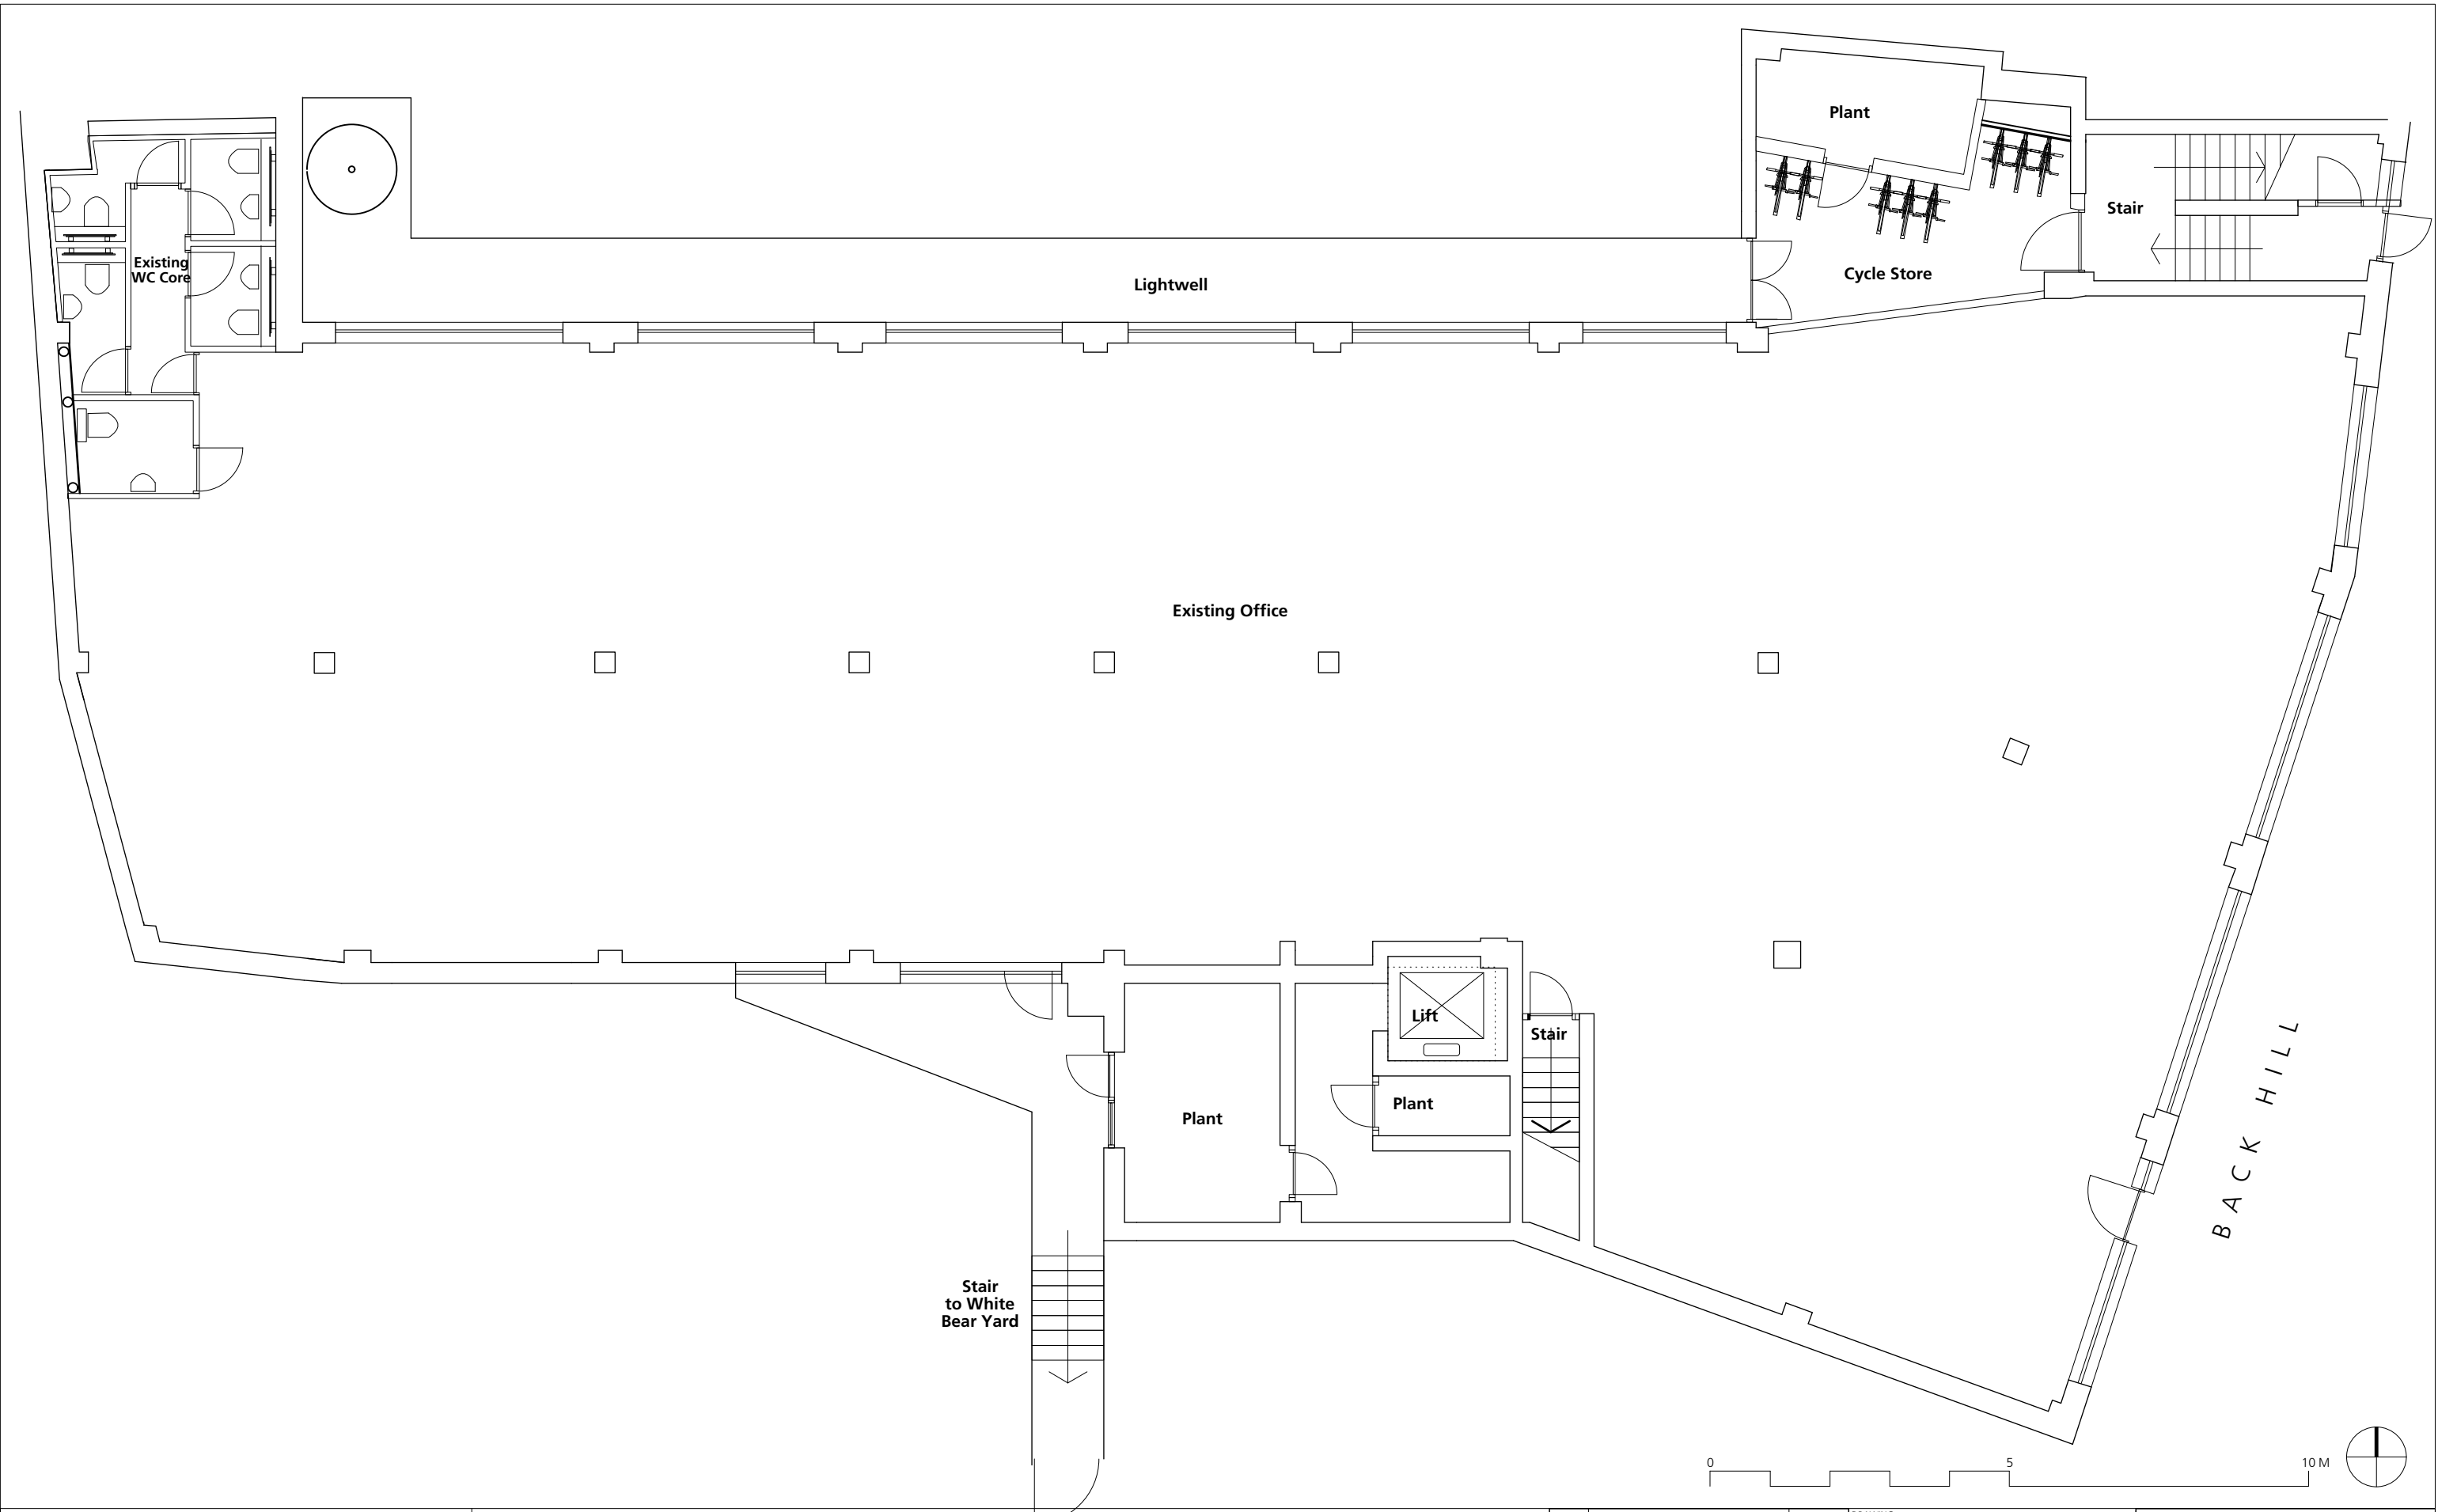 Plant
Stair
Existing
WC Core
Cycle Store
Lightwell
Existing Office
Lift
Stair
Plant
Plant
BACK HILL
Stair
to White
Bear Yard
0 5 10 M